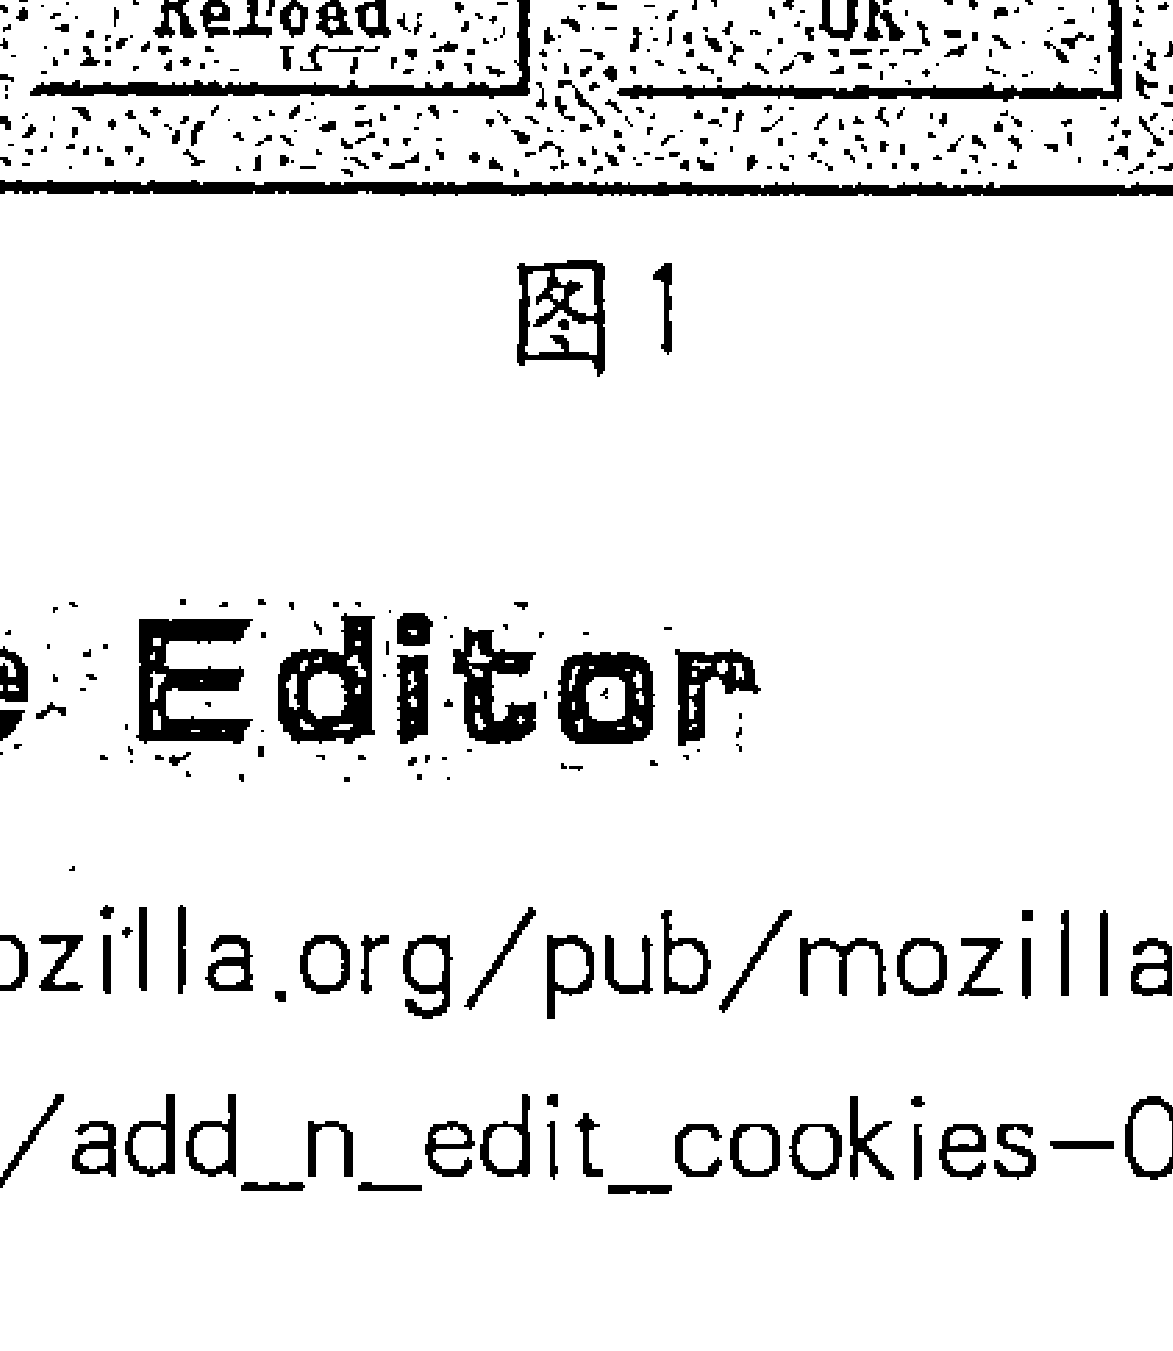 Reload OK
图 1
e Editor
ozilla.org/pub/mozilla
/add_n_edit_cookies-0